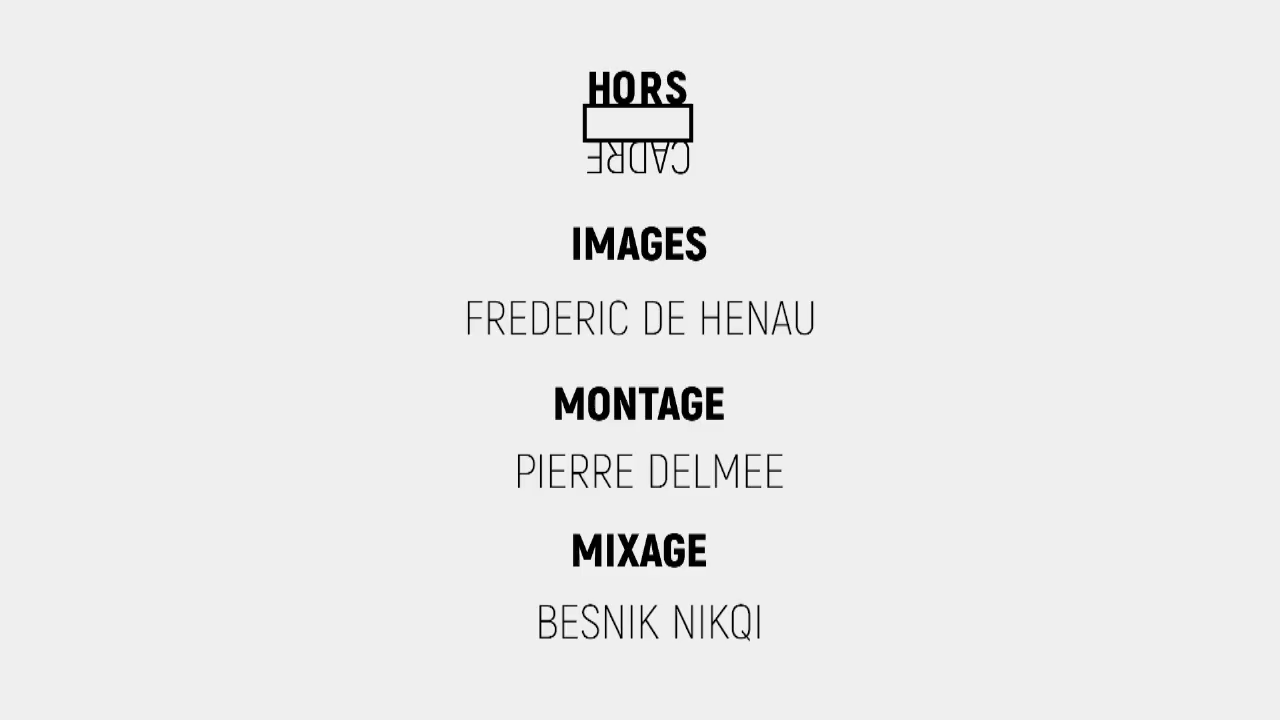 HORS
CADRE
IMAGES
FREDERIC DE HENAU
MONTAGE
PIERRE DELMEE
MIXAGE
BESNIK NIKQI